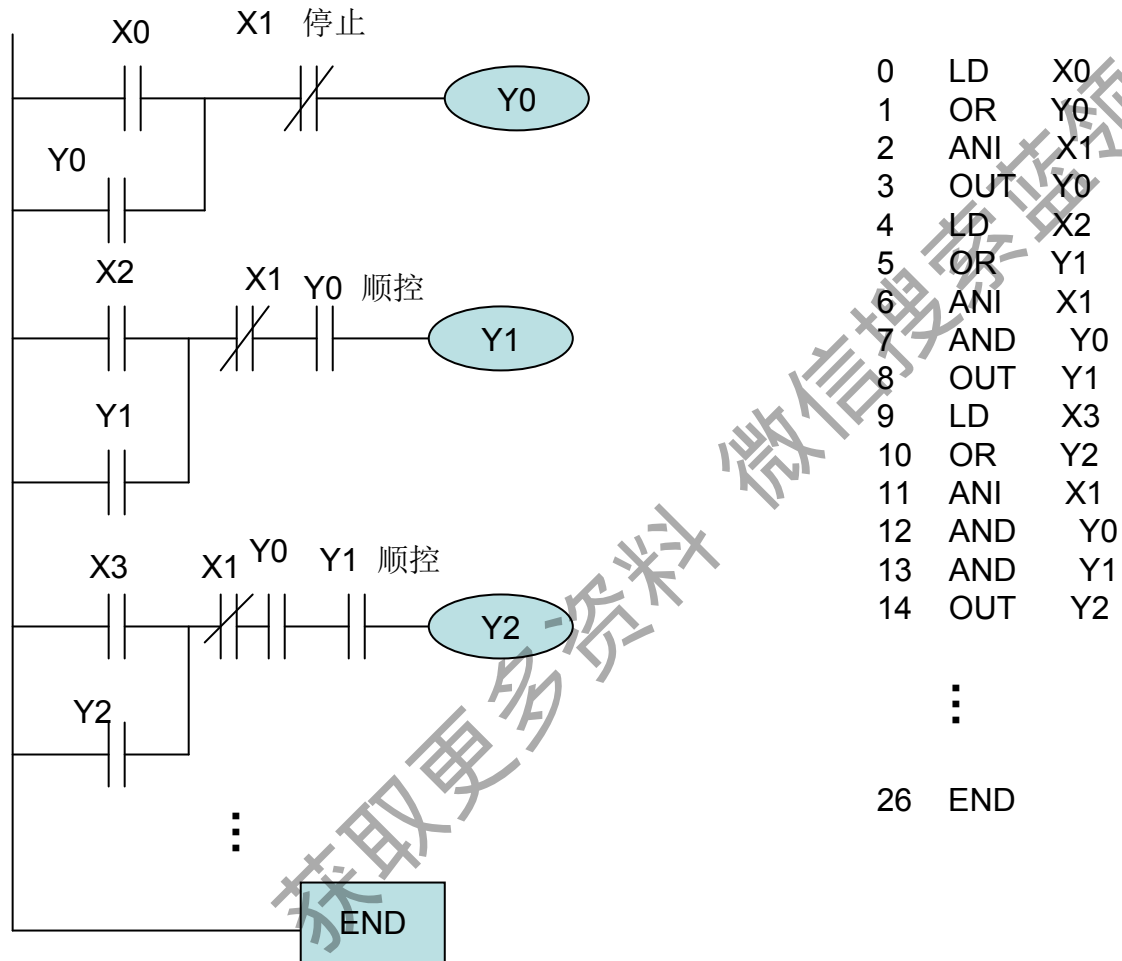 X0
X1 停止
Y0
Y0
X2
X1
Y0 顺控
Y1
Y1
X3
X1
Y0
Y1 顺控
Y2
Y2
⋮
END
0 LD X0
1 OR Y0
2 ANI X1
3 OUT Y0
4 LD X2
5 OR Y1
6 ANI X1
7 AND Y0
8 OUT Y1
9 LD X3
10 OR Y2
11 ANI X1
12 AND Y0
13 AND Y1
14 OUT Y2
⋮
26 END
获取更多资料 微信搜索蓝领